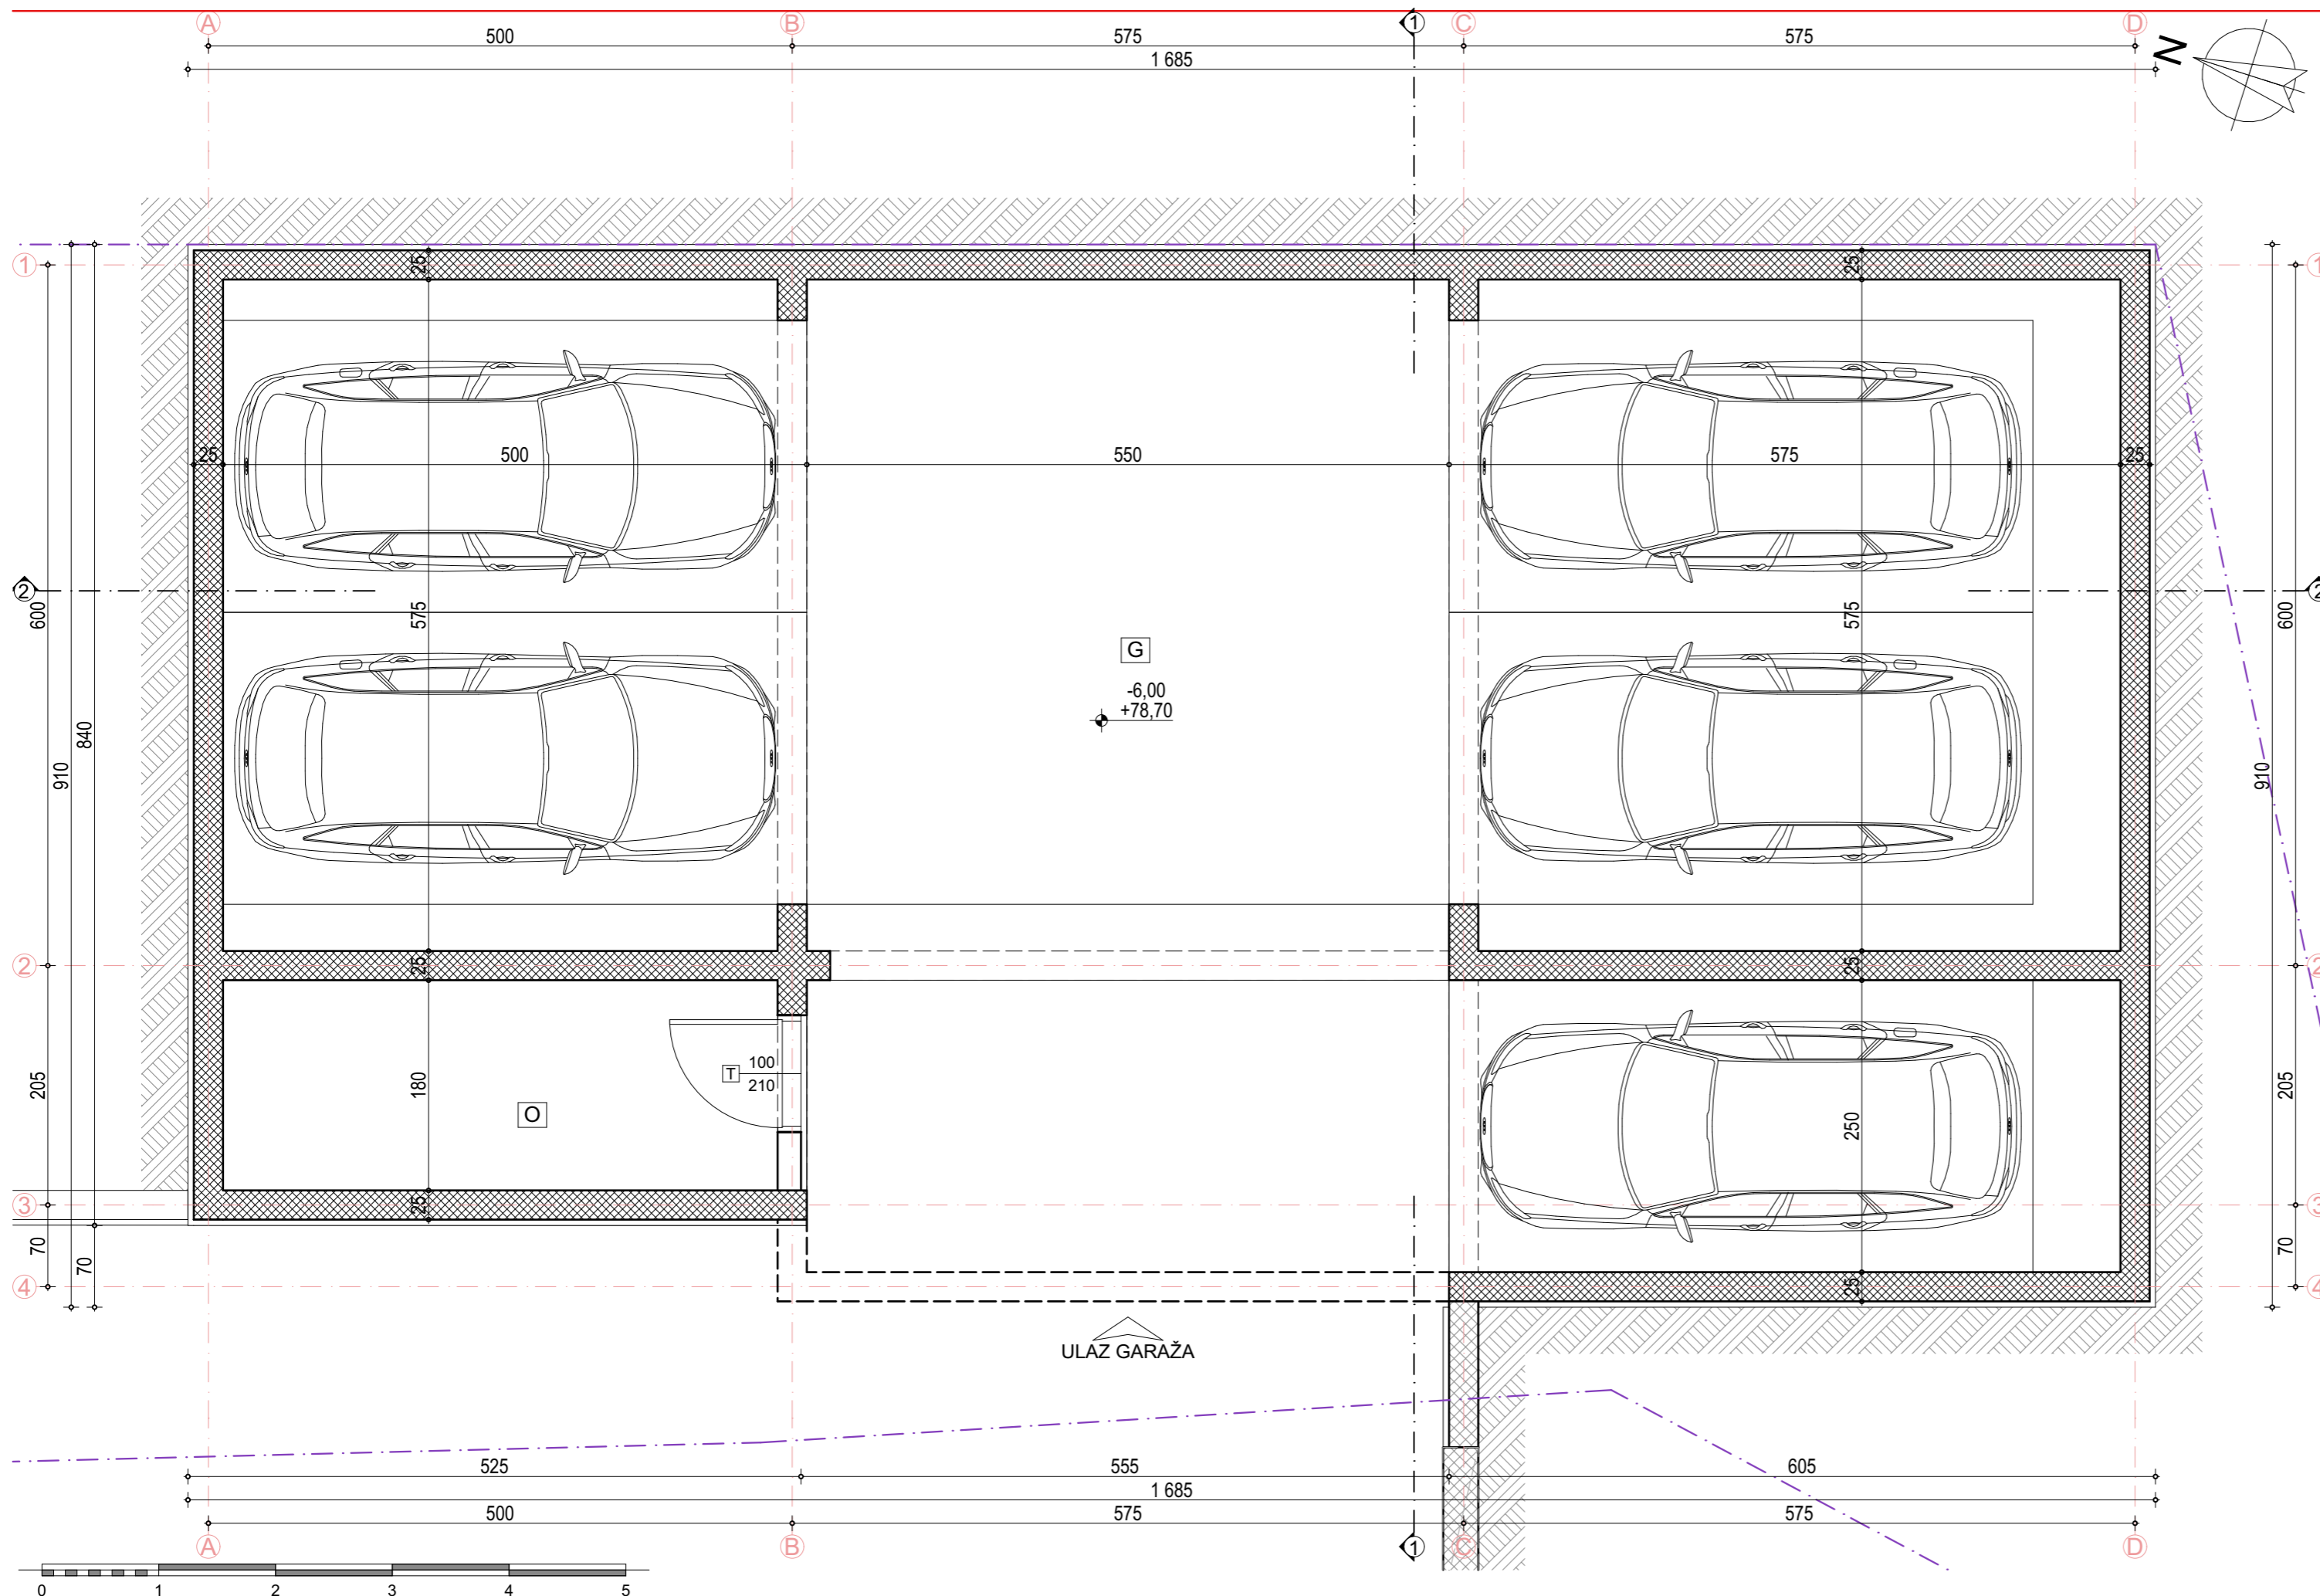 A B 1 C D
500 575 575
1 685
N
25 25
1 1
25 500 550 575 25
2 2
600 575 575 600
G
-6,00
+78,70
840
910 910
2 25 25 2
T 100
210
205 180 O 250 205
3 25 3
70 70 70
4 25 4
ULAZ GARAŽA
525 555 605
1 685
500 575 575
A B 1 C D
0 1 2 3 4 5